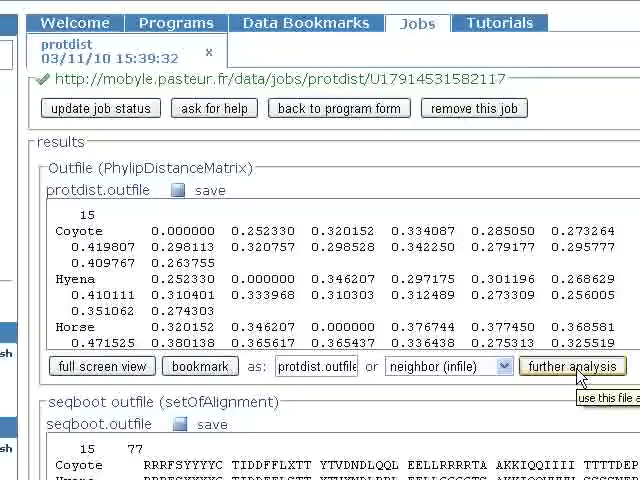 Welcome Programs Data Bookmarks Jobs Tutorials
protdist
03/11/10 15:39:32 x
http://mobyle.pasteur.fr/data/jobs/protdist/U17914531582117
update job status ask for help back to program form remove this job
results
Outfile (PhylipDistanceMatrix)
protdist.outfile save
15
Coyote 0.000000 0.252330 0.320152 0.334087 0.285050 0.273264
0.419807 0.298113 0.320757 0.298528 0.342250 0.279177 0.295777
0.409767 0.263755
Hyena 0.252330 0.000000 0.346207 0.297175 0.301196 0.268629
0.410111 0.310401 0.333968 0.310303 0.312489 0.273309 0.256005
0.351062 0.274303
Horse 0.320152 0.346207 0.000000 0.376744 0.377450 0.368581
0.471525 0.380138 0.365617 0.365437 0.336438 0.275313 0.325519
full screen view bookmark as: protdist.outfile or neighbor (infile) further analysis
sh
use this file a
seqboot outfile (setOfAlignment)
seqboot.outfile save
sh
15 77
Coyote RRRFSYYYYC TIDDFFLXTT YTVDNDLQQL EELLRRRRTA AKKIQQIIII TTTTDEP